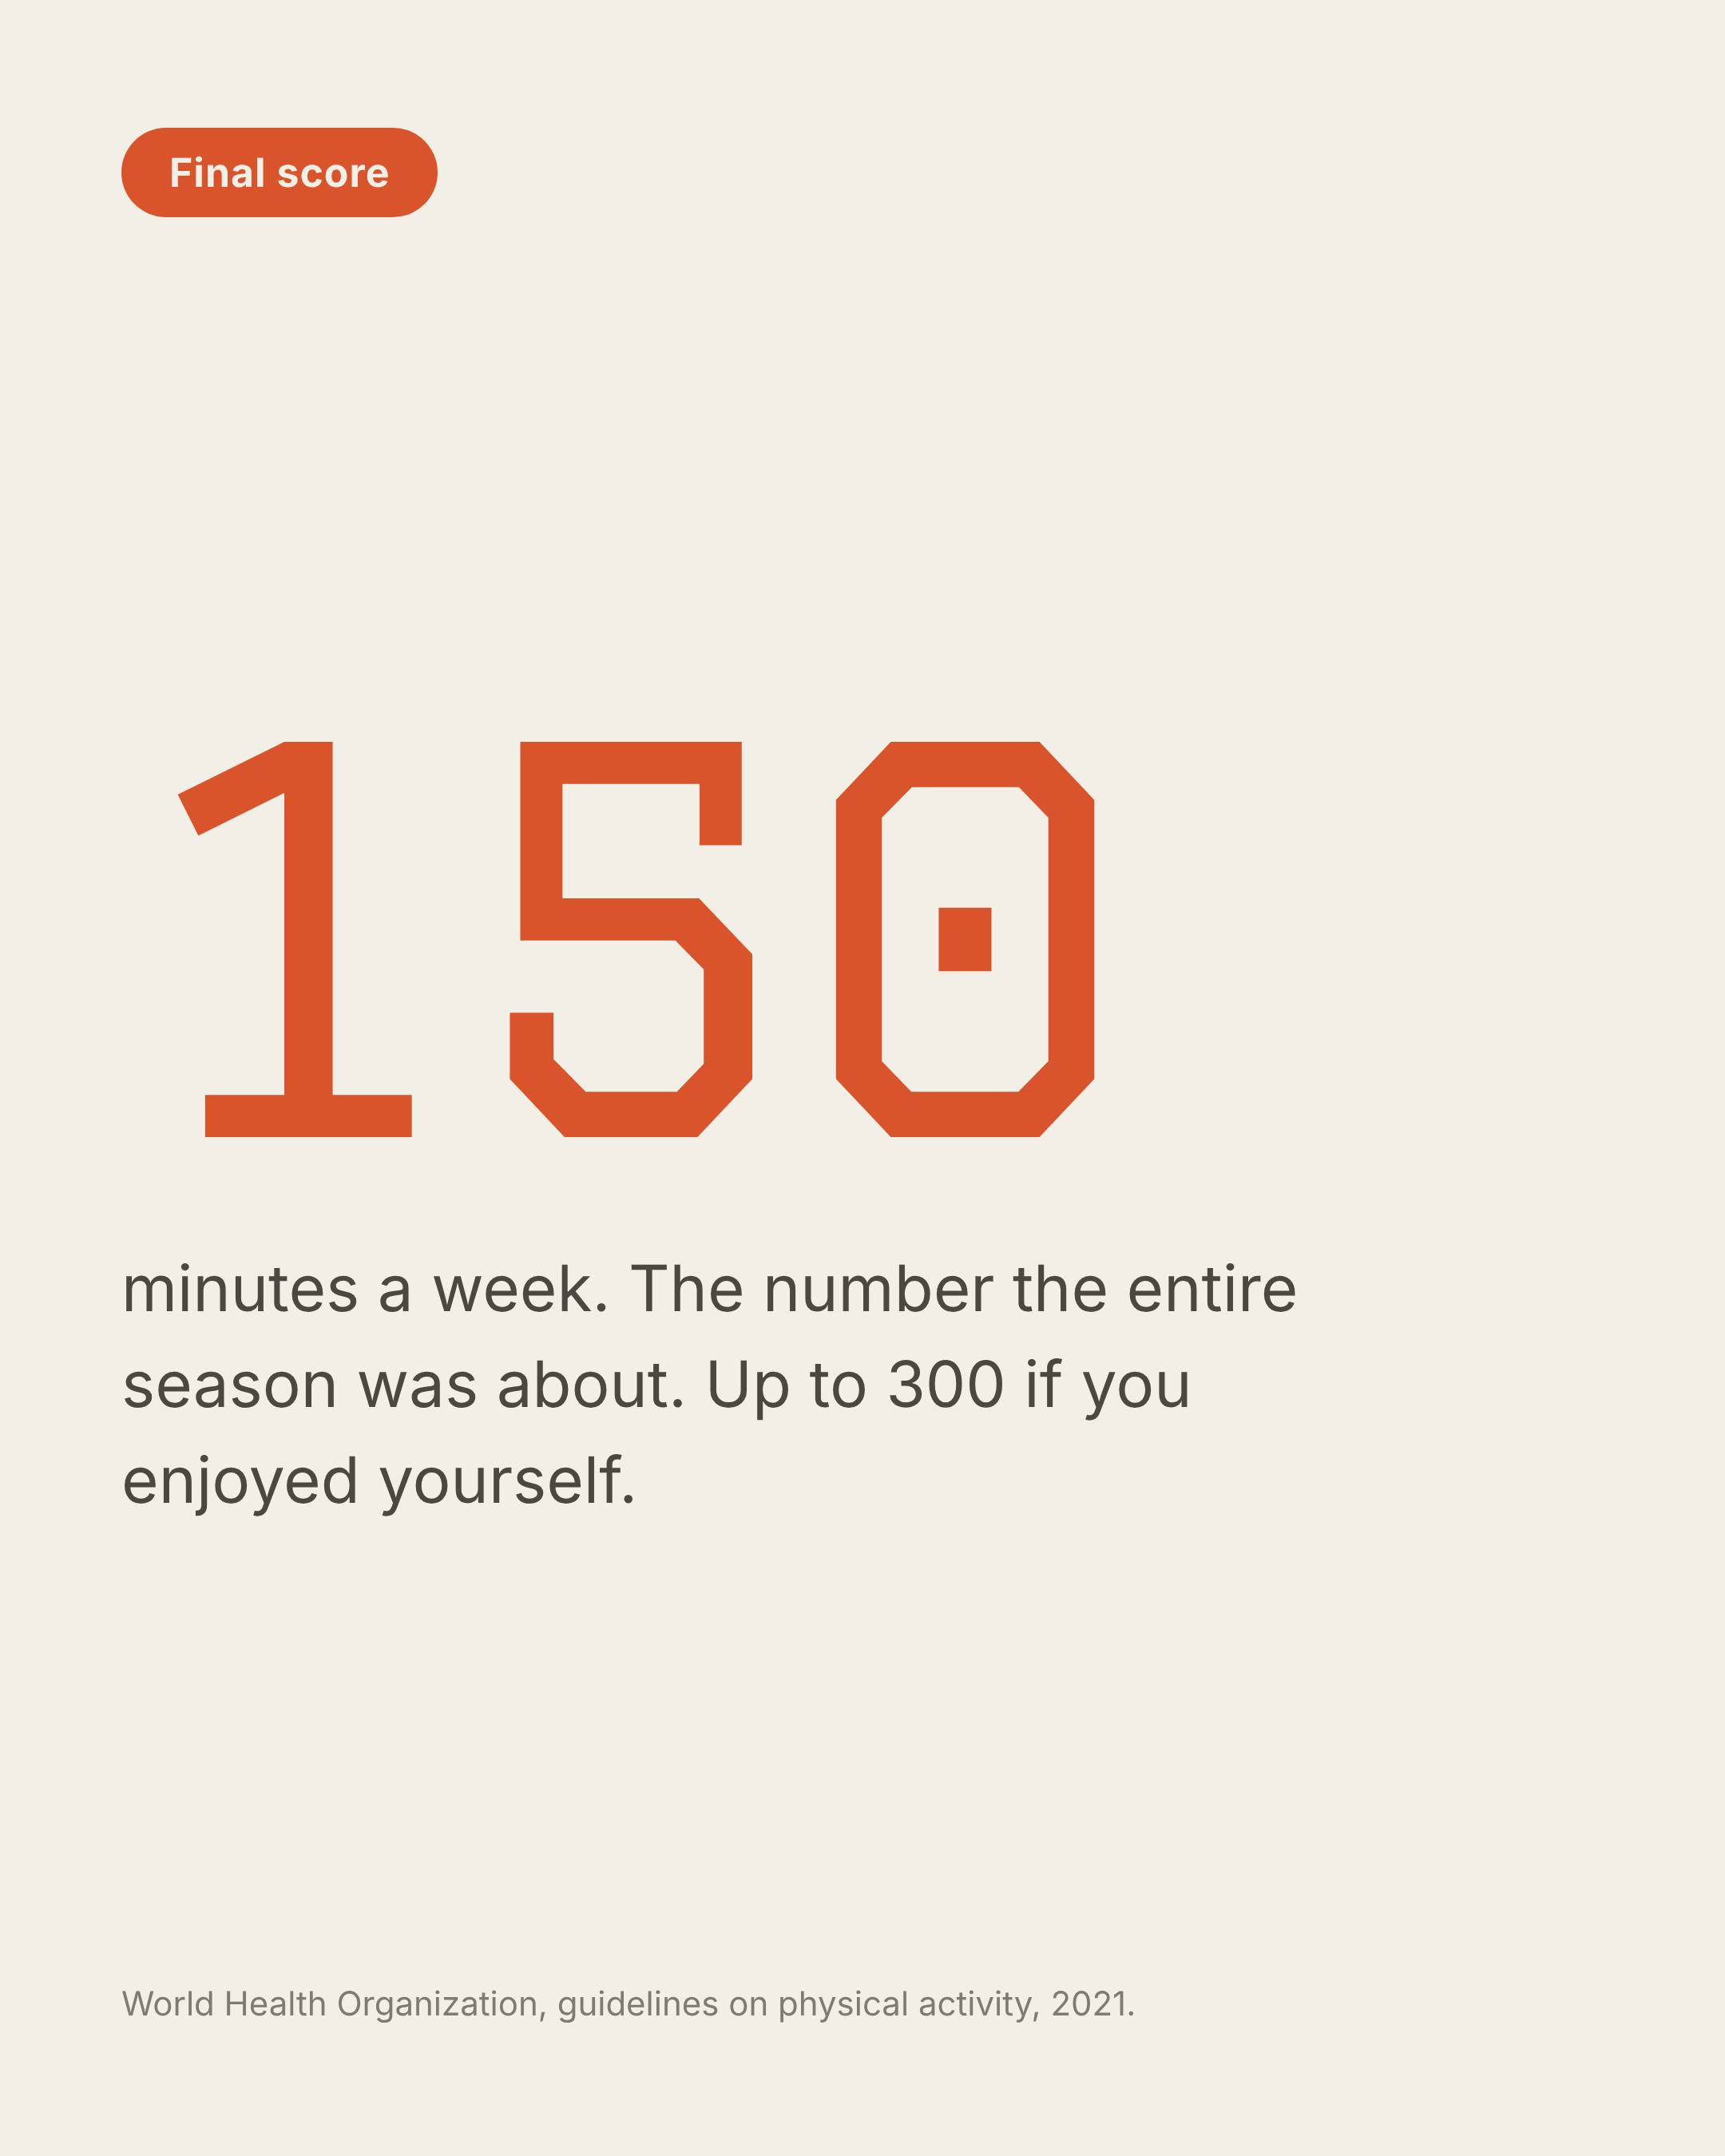 Final score
150
minutes a week. The number the entire
season was about. Up to 300 if you
enjoyed yourself.
World Health Organization, guidelines on physical activity, 2021.